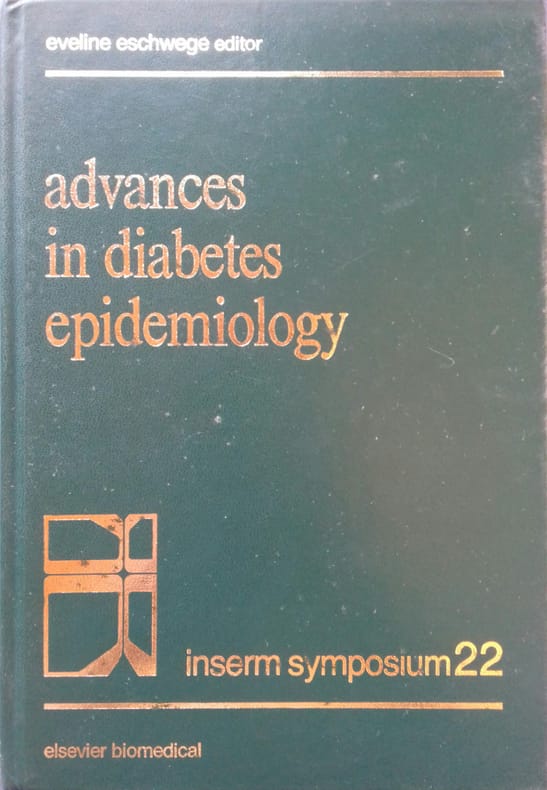 eveline eschwege editor
advances
in diabetes
epidemiology
inserm symposium 22
elsevier biomedical